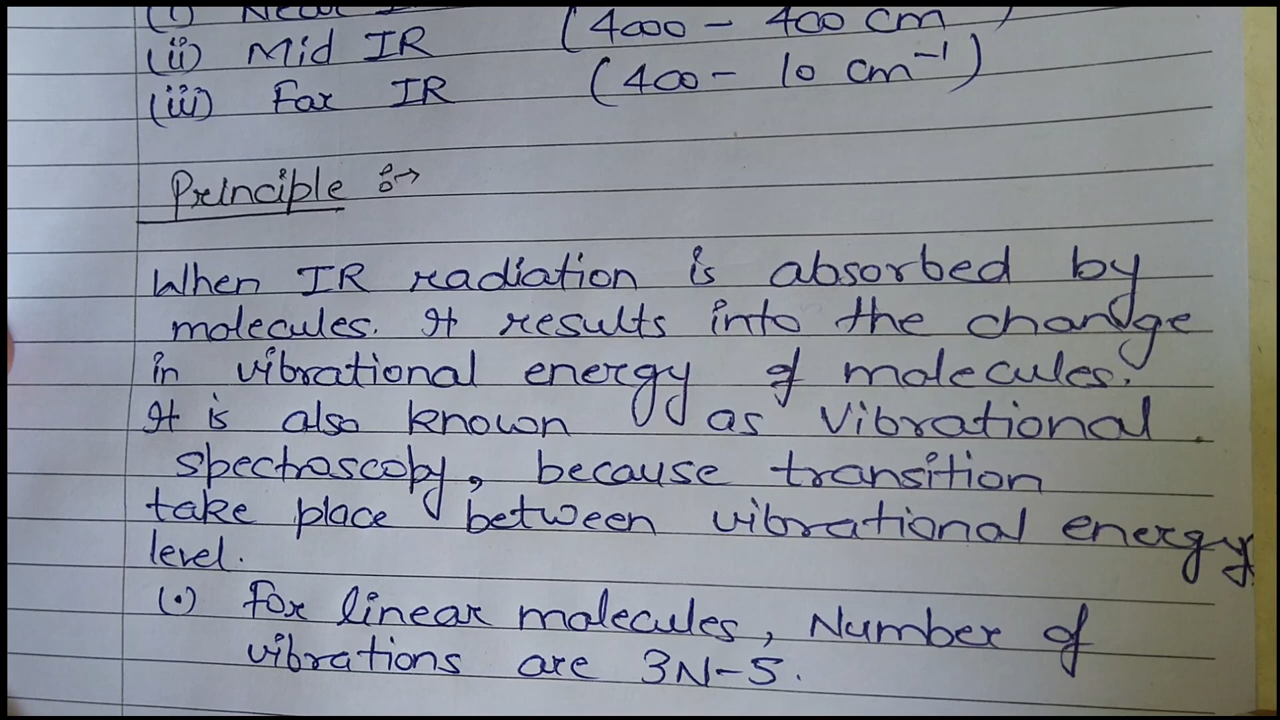 (i) Near I
(ii) Mid IR (4000 - 400 cm )
(iii) Far IR (400 - 10 cm⁻¹)
Principle :→
When IR radiation is absorbed by
molecules. It results into the change
in vibrational energy of molecules.
It is also known as Vibrational
spectroscopy, because transition
take place between vibrational energy
level.
(•) For linear molecules, Number of
vibrations are 3N-5.